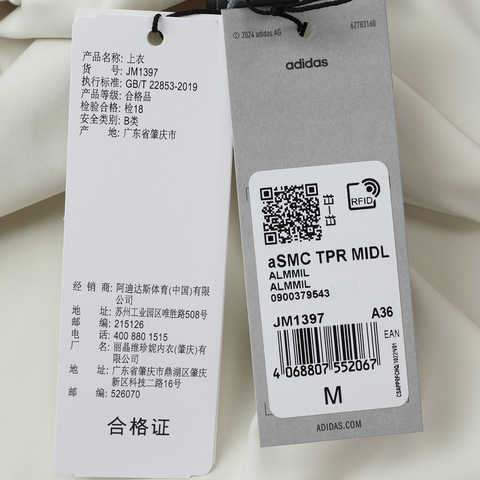 产品名称: 上衣
货 号: JM1397
执行标准: GB/T 22853-2019
产品等级: 合格品
检验合格: 检18
安全类别: B类
产 地: 广东省肇庆市
经 销 商: 阿迪达斯体育(中国)有限
公司
地 址: 苏州工业园区唯胜路508号
邮 编: 215126
电 话: 400 880 1515
厂 名: 丽晶维珍妮内衣(肇庆)有
限公司
地 址: 广东省肇庆市鼎湖区肇庆
新区科技二路16号
邮 编: 526070
合格证
62783160
© 2024 adidas AG
adidas
RFID
aSMC TPR MIDL
ALMMIL
ALMMIL
0900379543
JM1397 A36
EAN
4 068807 552067
M
ADIDAS.COM